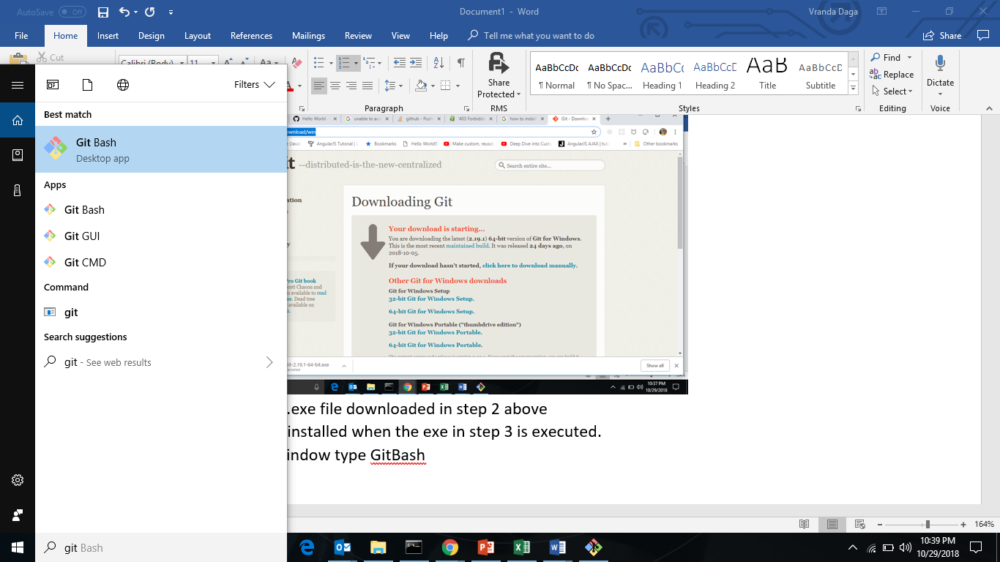 AutoSave Off
Document1 - Word
Vranda Daga
File Home Insert Design Layout References Mailings Review View Help Tell me what you want to do Share
Cut
Calibri (Body) 11 Aa
Share Protected
RMS
Paragraph
AaBbCcDc AaBbCcDc AaBbCc AaBbCcD AaB AaBbCcD
¶ Normal ¶ No Spac... Heading 1 Heading 2 Title Subtitle
Styles
Find
Replace
Select
Editing
Dictate
Voice
Filters
Best match
Git Bash
Desktop app
Apps
Git Bash
Git GUI
Git CMD
Command
git
Search suggestions
git - See web results
git Bash
Hello World
unable to acc
github - Push
'403 Forbidd
how to install
Git - Downlo
ownload/win
AngularJS Tutorial |
Bookmarks
Hello World!!
Make custom, reusa
Deep Dive into Cust
AngularJS AJAX | tut
Other bookmarks
it --distributed-is-the-new-centralized
Search entire site...
Downloading Git
Your download is starting...
You are downloading the latest (2.19.1) 64-bit version of Git for Windows.
This is the most recent maintained build. It was released 24 days ago, on
2018-10-05.
If your download hasn't started, click here to download manually.
Other Git for Windows downloads
Git for Windows Setup
32-bit Git for Windows Setup.
64-bit Git for Windows Setup.
Git for Windows Portable ("thumbdrive edition")
32-bit Git for Windows Portable.
64-bit Git for Windows Portable.
ation
ro Git book
cott Chacon and
s available to read
ee. Dead tree
available on
it-2.19.1-64-bit.exe
Show all
10:37 PM
10/29/2018
.exe file downloaded in step 2 above
installed when the exe in step 3 is executed.
indow type GitBash
164%
10:39 PM
10/29/2018